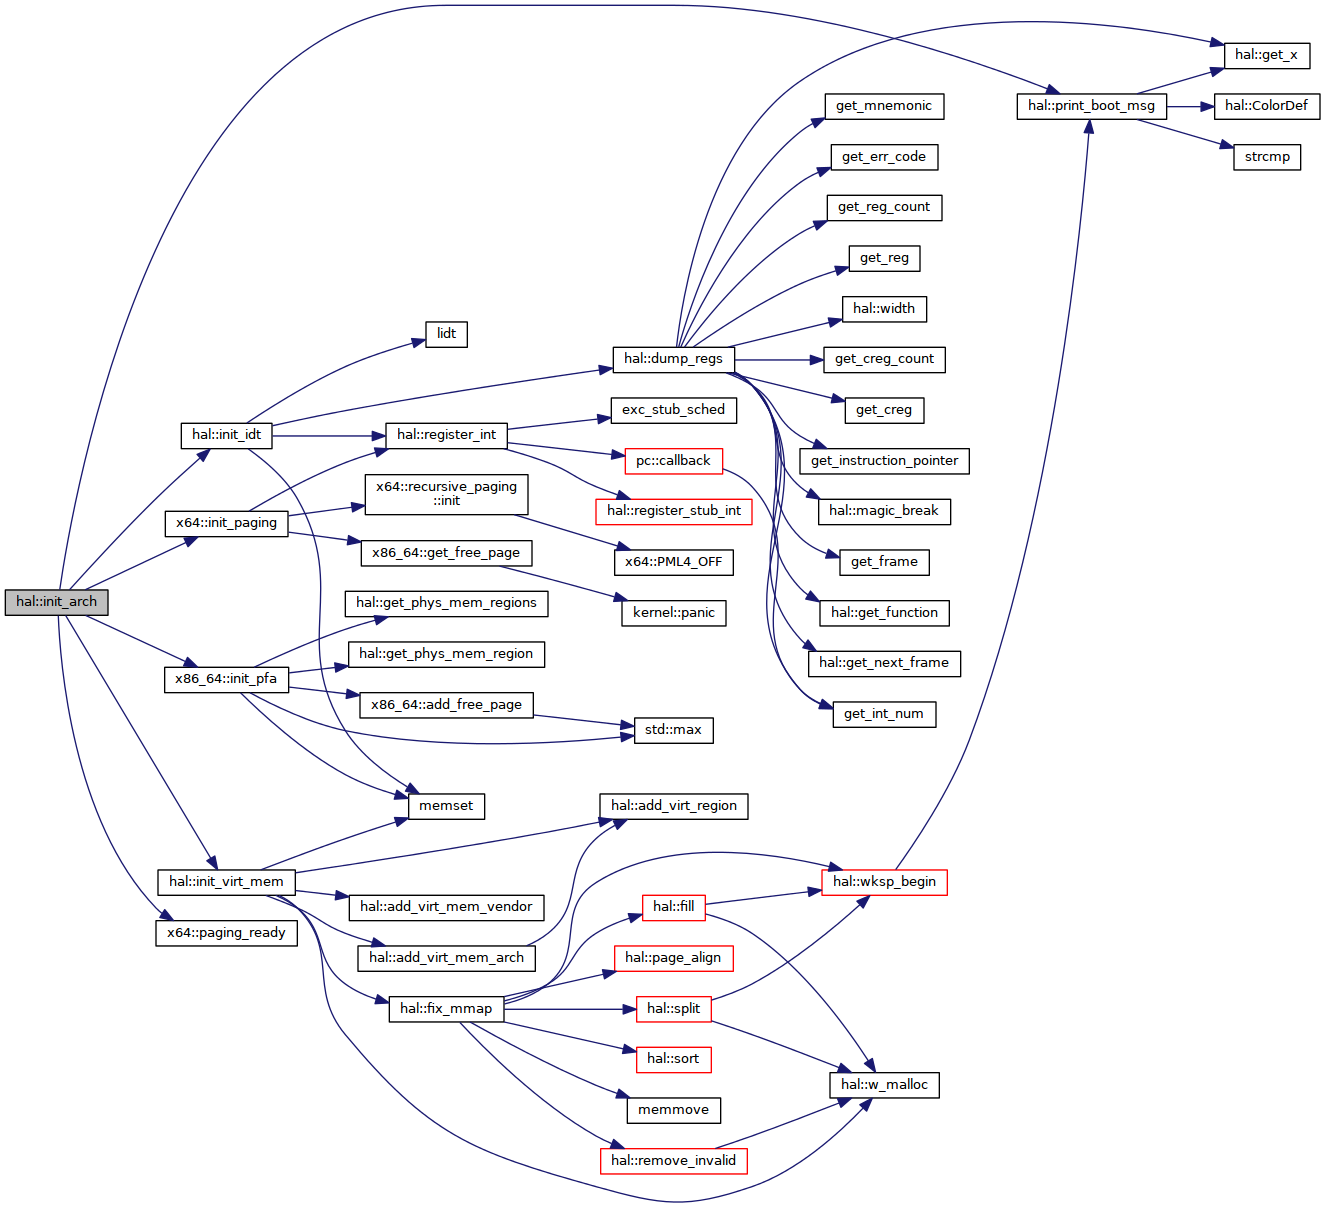 hal::get_x
hal::print_boot_msg
hal::ColorDef
strcmp
get_mnemonic
get_err_code
get_reg_count
get_reg
hal::width
lidt
hal::dump_regs
get_creg_count
get_creg
exc_stub_sched
hal::init_idt
hal::register_int
pc::callback
get_instruction_pointer
x64::recursive_paging
::init
hal::register_stub_int
hal::magic_break
x64::init_paging
x86_64::get_free_page
x64::PML4_OFF
get_frame
hal::init_arch
hal::get_phys_mem_regions
kernel::panic
hal::get_function
hal::get_phys_mem_region
hal::get_next_frame
x86_64::init_pfa
x86_64::add_free_page
get_int_num
std::max
memset
hal::add_virt_region
hal::init_virt_mem
hal::wksp_begin
hal::add_virt_mem_vendor
hal::fill
x64::paging_ready
hal::add_virt_mem_arch
hal::page_align
hal::fix_mmap
hal::split
hal::sort
hal::w_malloc
memmove
hal::remove_invalid